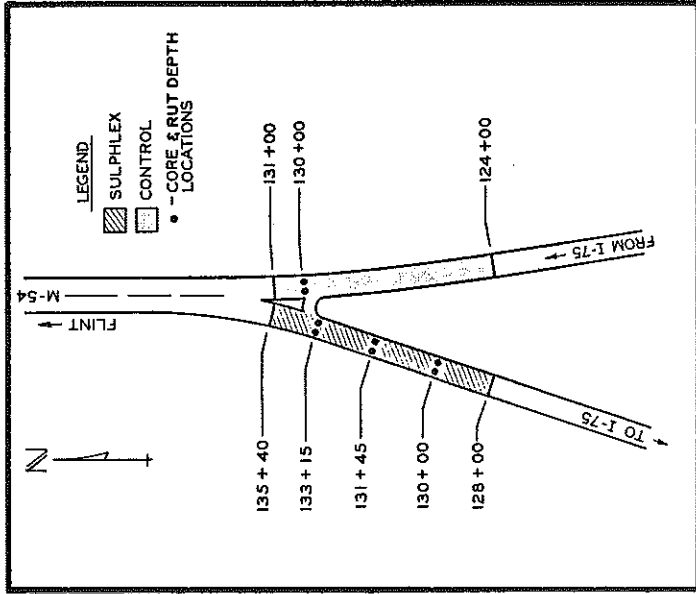 N
FLINT
M-54
LEGEND
SULPHLEX
CONTROL
• - CORE & RUT DEPTH
LOCATIONS
135 + 40
133 + 15
131 + 45
130 + 00
128 + 00
131 + 00
130 + 00
124 + 00
TO I-75
FROM I-75